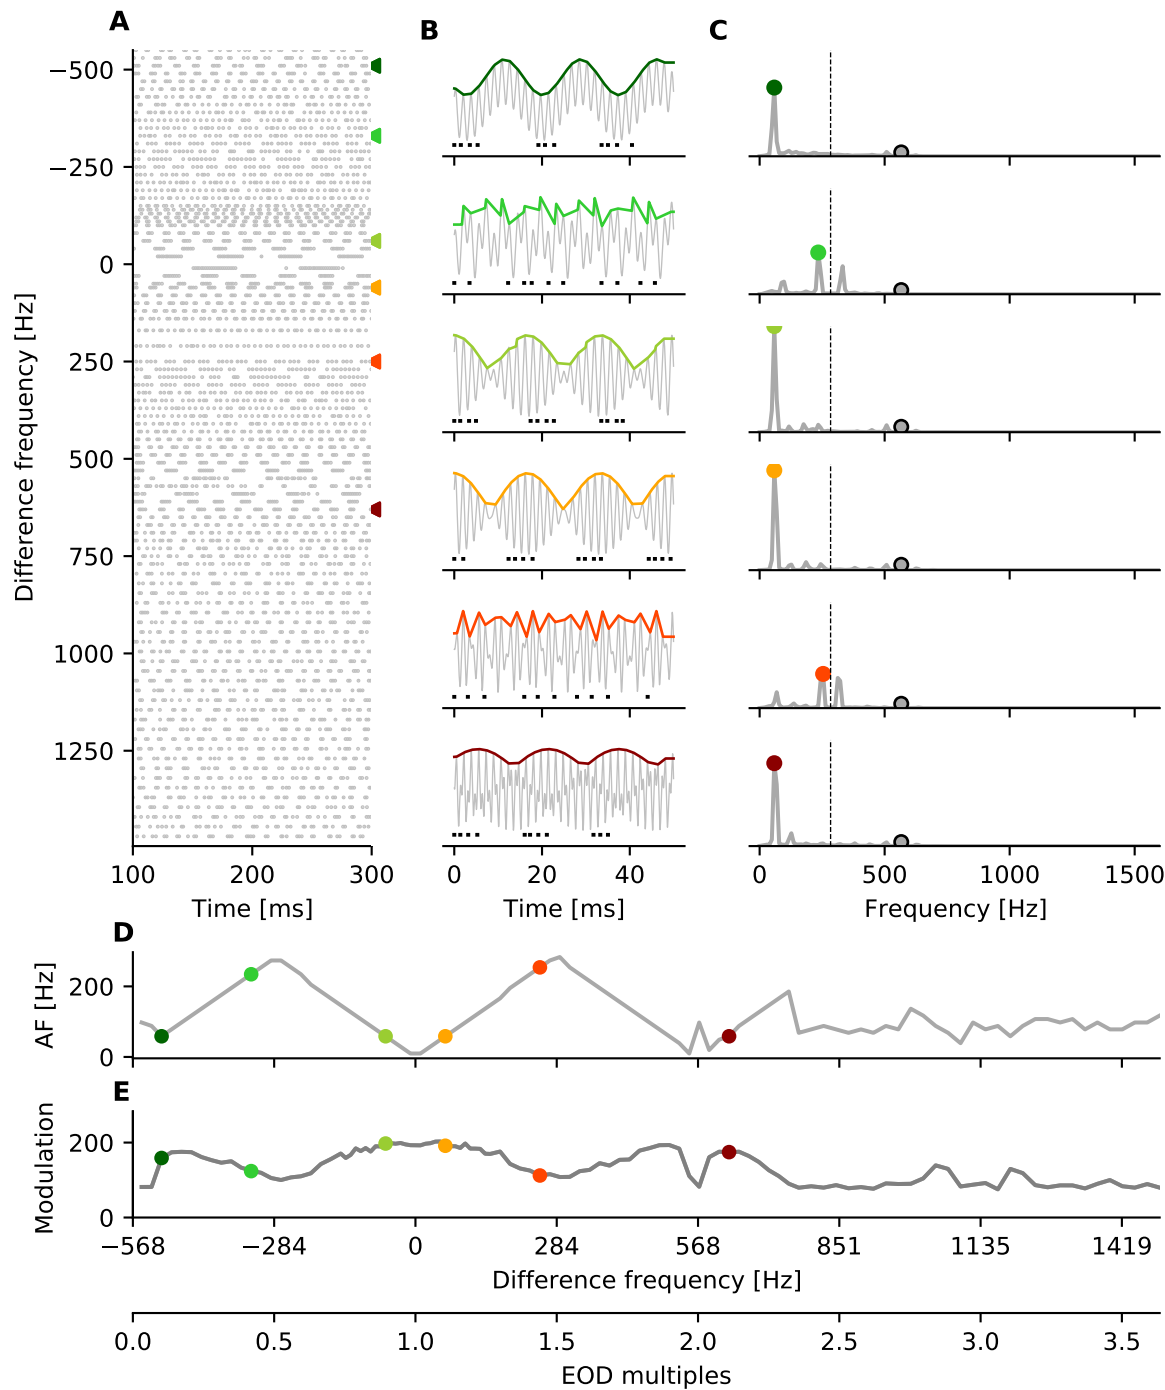 A
B
C
Difference frequency [Hz]
−500
−250
0
250
500
750
1000
1250
100 200 300
Time [ms]
0 20 40
Time [ms]
0 500 1000 1500
Frequency [Hz]
D
AF [Hz]
200
0
E
Modulation
200
0
−568 −284 0 284 568 851 1135 1419
Difference frequency [Hz]
0.0 0.5 1.0 1.5 2.0 2.5 3.0 3.5
EOD multiples